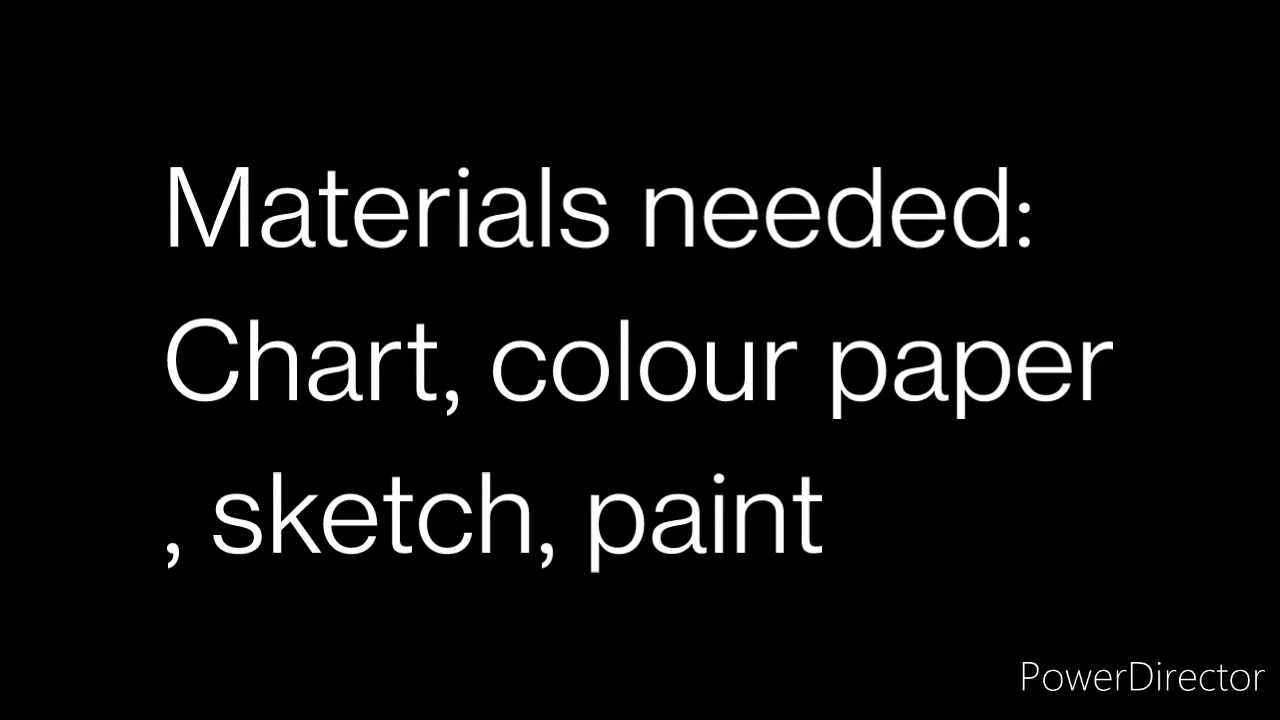 Materials needed:
Chart, colour paper
, sketch, paint
PowerDirector